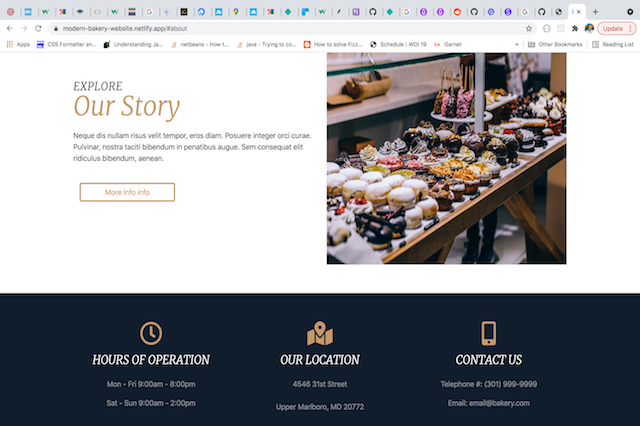 modern-bakery-website.netlify.app/#about
Update
Apps
CSS Formatter an...
Understanding Ja...
netbeans - How t...
java - Trying to co...
How to solve Fizz...
Schedule | WDI 19
Garnet
»
Other Bookmarks
Reading List
EXPLORE
Our Story
Neque dis nullam risus velit tempor, eros diam. Posuere integer orci curae.
Pulvinar, nostra taciti bibendum in penatibus augue. Sem consequat elit
ridiculus bibendum, aenean.
More Info info
HOURS OF OPERATION
Mon - Fri 9:00am - 8:00pm
Sat - Sun 9:00am - 2:00pm
OUR LOCATION
4546 31st Street
Upper Marlboro, MD 20772
CONTACT US
Telephone #: (301) 999-9999
Email: email@bakery.com